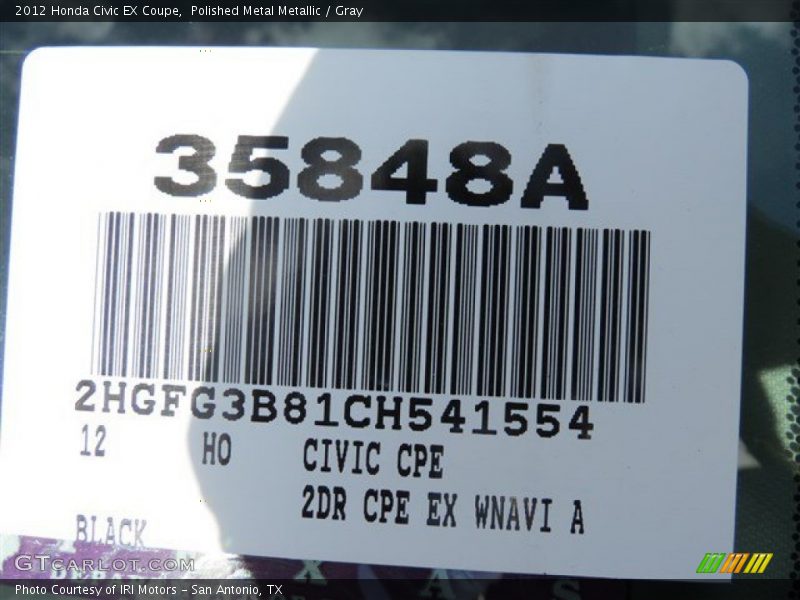 2012 Honda Civic EX Coupe, Polished Metal Metallic / Gray
35848A
2HGFG3B81CH541554
12 HO CIVIC CPE
2DR CPE EX WNAVI A
BLACK
GTcarlot.com
Photo Courtesy of IRI Motors – San Antonio, TX